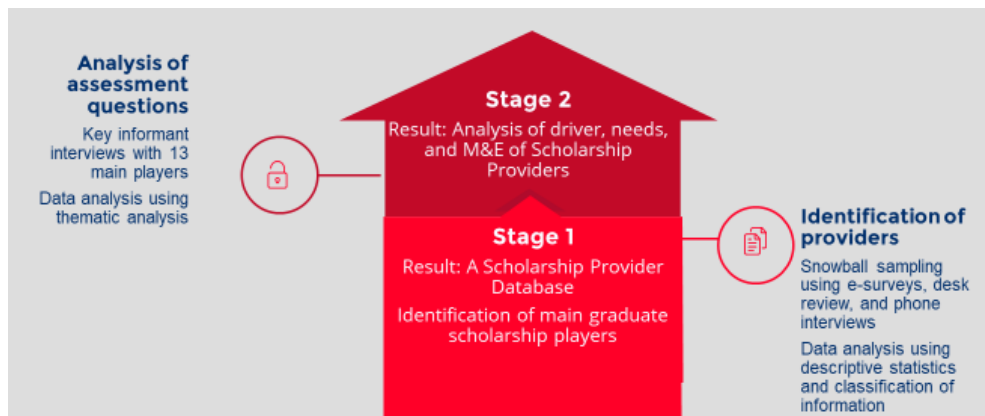 Analysis of
assessment
questions
Key informant
interviews with 13
main players
Data analysis using
thematic analysis
Stage 2
Result: Analysis of driver, needs,
and M&E of Scholarship
Providers
Stage 1
Result: A Scholarship Provider
Database
Identification of main graduate
scholarship players
Identification of
providers
Snowball sampling
using e-surveys, desk
review, and phone
interviews
Data analysis using
descriptive statistics
and classification of
information